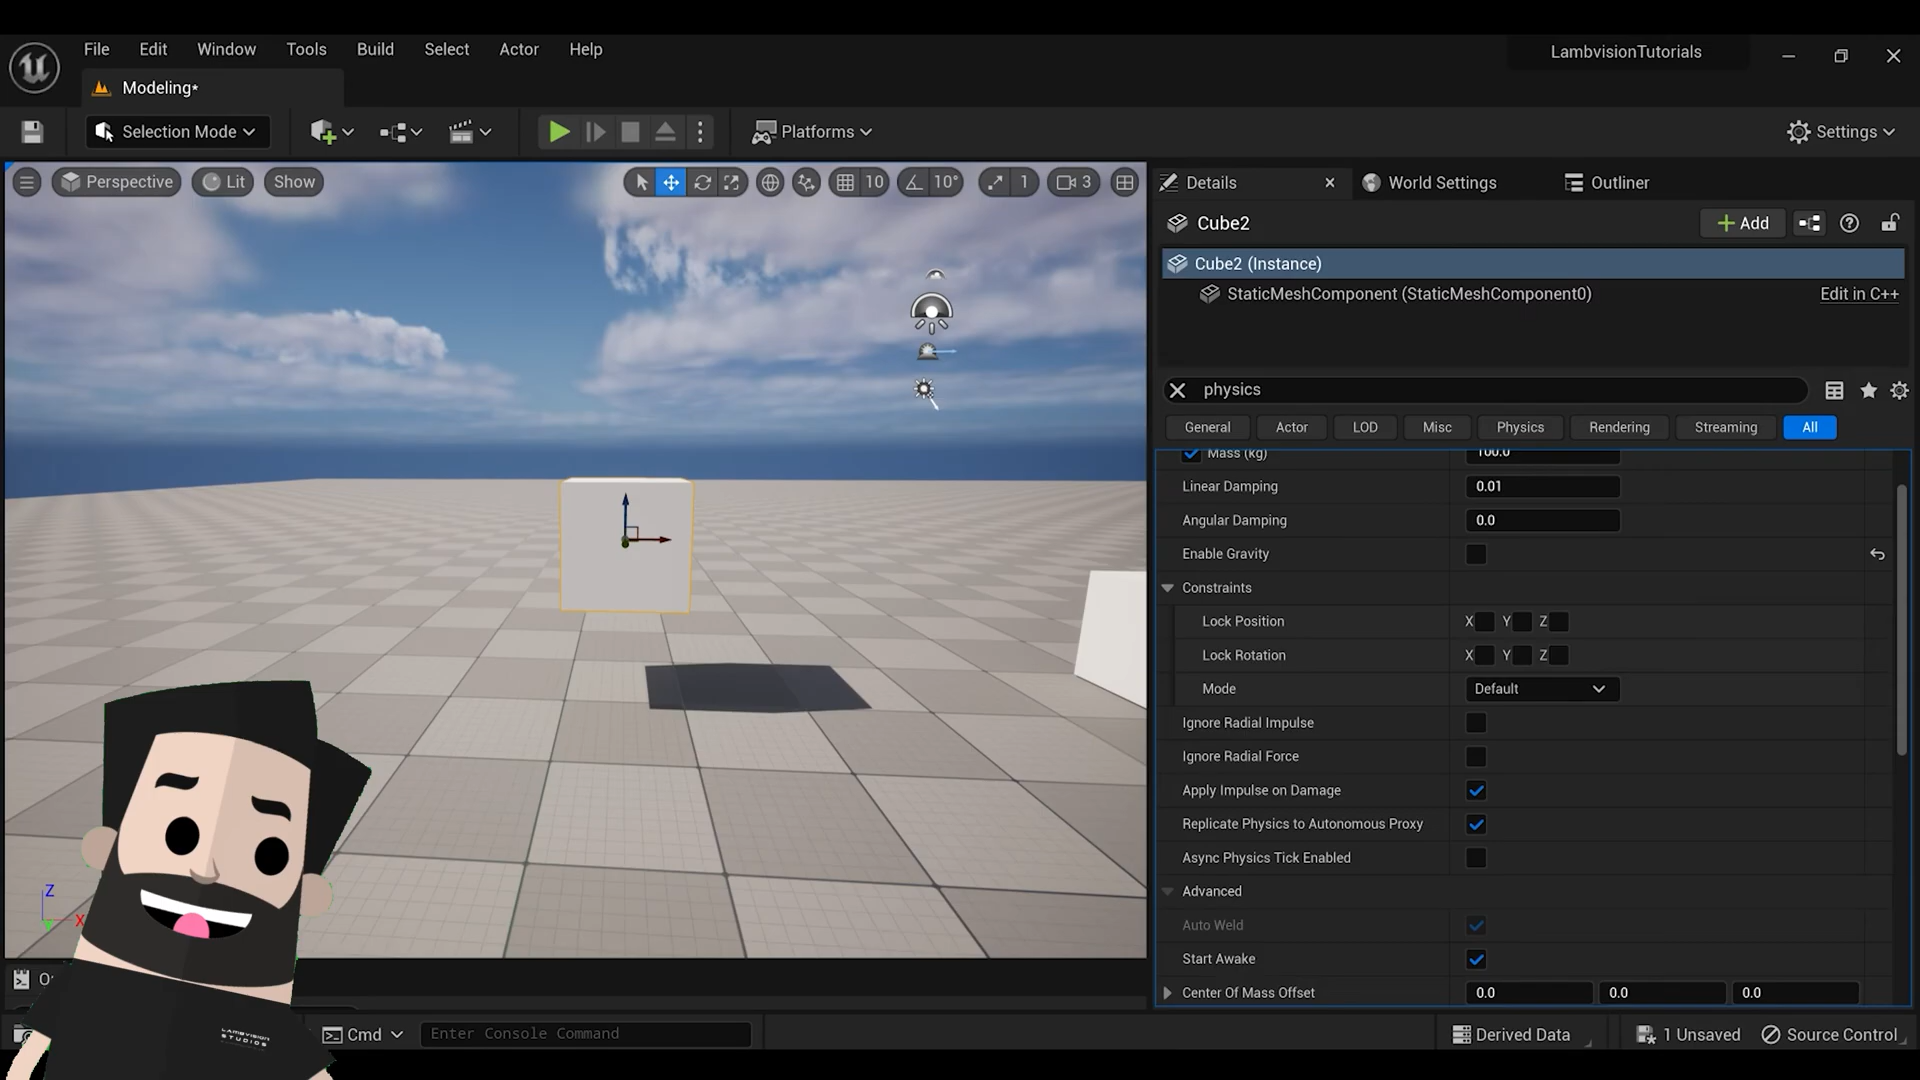 File Edit Window Tools Build Select Actor Help
LambvisionTutorials
Modeling*
Selection Mode
Platforms
Settings
Perspective Lit Show
10 10° 1 3
Details World Settings Outliner
Cube2
Add
Cube2 (Instance)
StaticMeshComponent (StaticMeshComponent0) Edit in C++
physics
General Actor LOD Misc Physics Rendering Streaming All
Mass (kg) 100.0
Linear Damping 0.01
Angular Damping 0.0
Enable Gravity
Constraints
Lock Position X Y Z
Lock Rotation X Y Z
Mode Default
Ignore Radial Impulse
Ignore Radial Force
Apply Impulse on Damage
Replicate Physics to Autonomous Proxy
Async Physics Tick Enabled
Advanced
Auto Weld
Start Awake
Center Of Mass Offset 0.0 0.0 0.0
Z
X
Y
LAMBVISION
STUDIOS
Cmd Enter Console Command
Derived Data 1 Unsaved Source Control